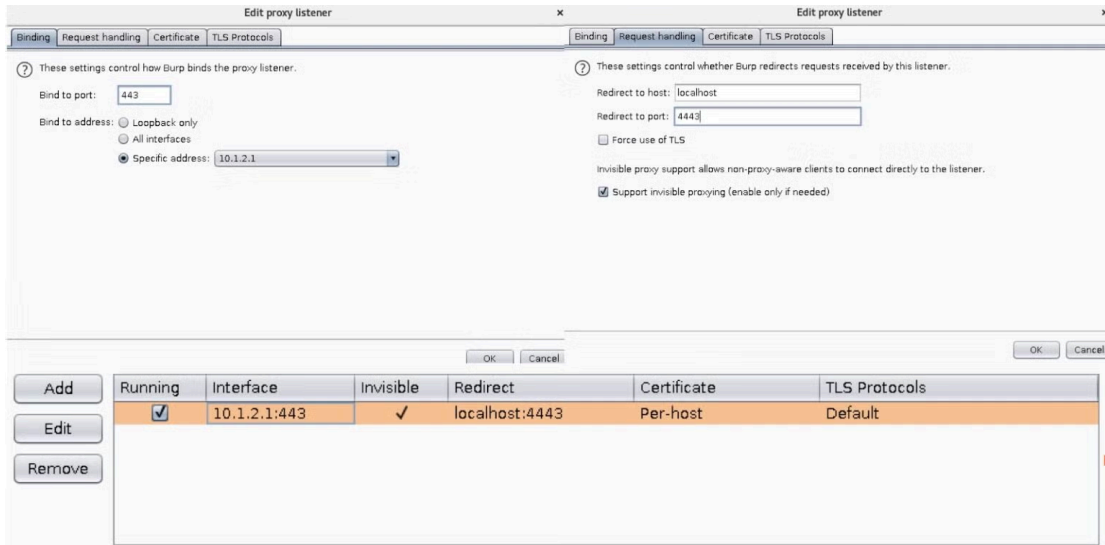 Edit proxy listener
Binding Request handling Certificate TLS Protocols
These settings control how Burp binds the proxy listener.
Bind to port: 443
Bind to address: Loopback only
All interfaces
Specific address: 10.1.2.1
OK Cancel
Edit proxy listener
Binding Request handling Certificate TLS Protocols
These settings control whether Burp redirects requests received by this listener.
Redirect to host: localhost
Redirect to port: 4443
Force use of TLS
Invisible proxy support allows non-proxy-aware clients to connect directly to the listener.
Support invisible proxying (enable only if needed)
OK Cancel
Add
Edit
Remove
Running Interface Invisible Redirect Certificate TLS Protocols
10.1.2.1:443 localhost:4443 Per-host Default